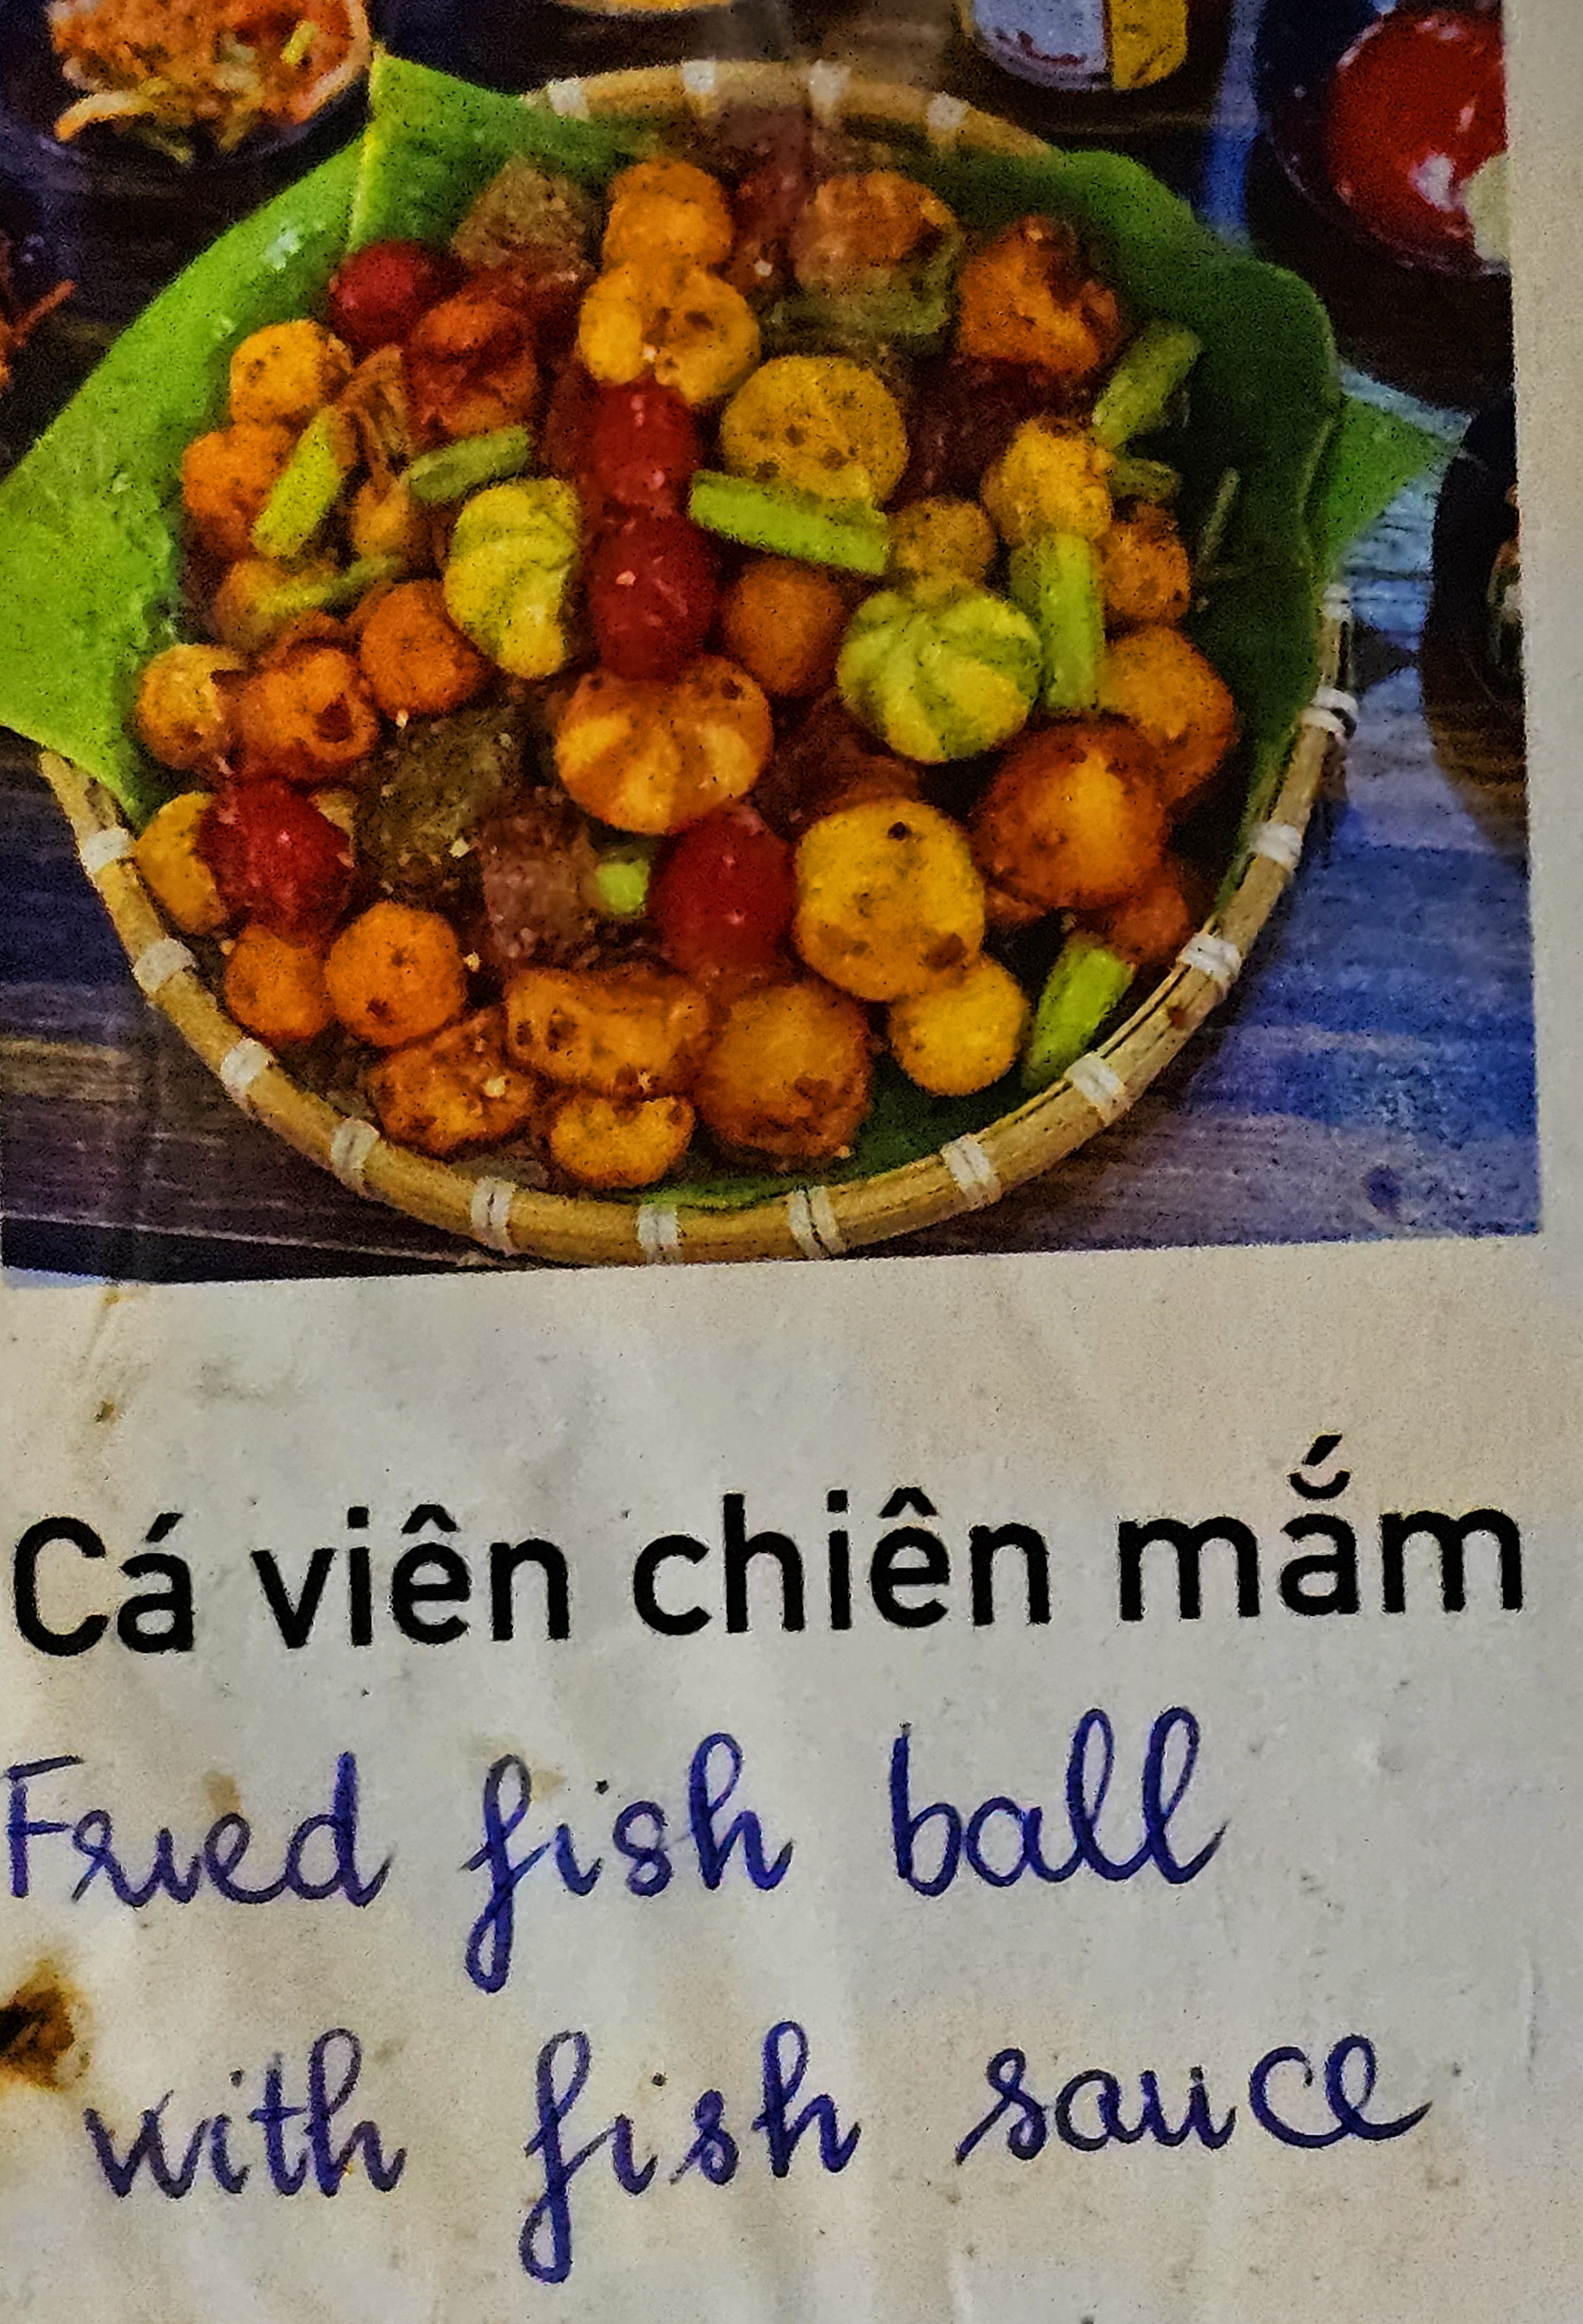 Cá viên chiên mắm
Fried fish ball
with fish sauce